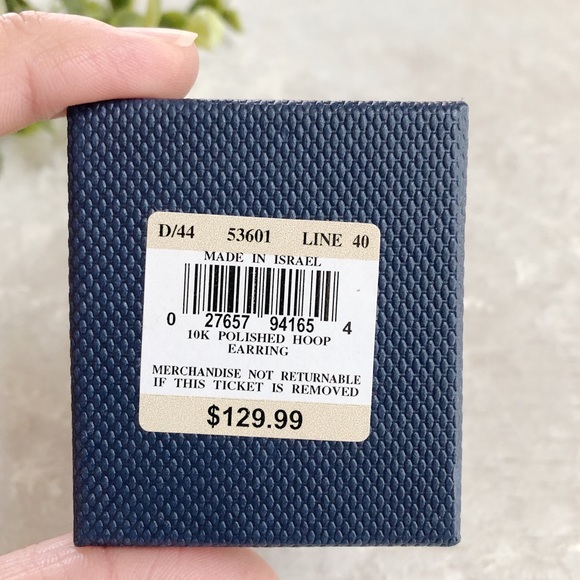 D/44 53601 LINE 40
MADE IN ISRAEL
0 27657 94165 4
10K POLISHED HOOP
EARRING
MERCHANDISE NOT RETURNABLE
IF THIS TICKET IS REMOVED
$129.99